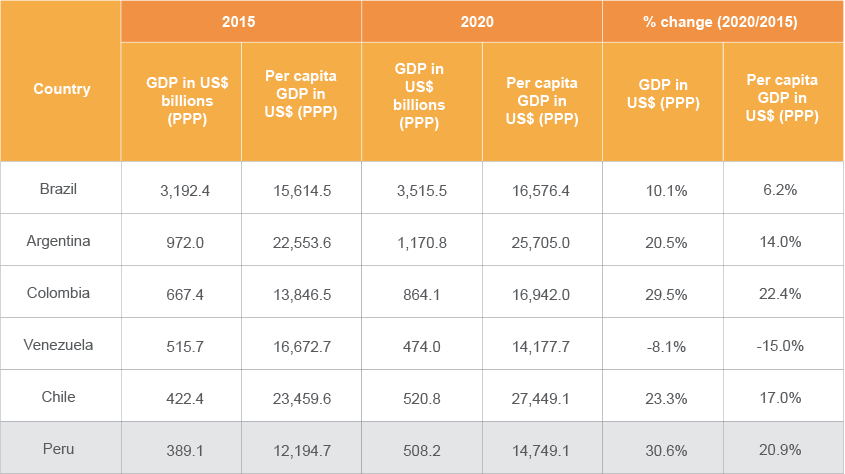 2015 2020 % change (2020/2015)
Country
GDP in US$
billions
(PPP)
Per capita
GDP in
US$ (PPP)
GDP in
US$
billions
(PPP)
Per capita
GDP in
US$ (PPP)
GDP in
US$ (PPP)
Per capita
GDP in
US$ (PPP)
Brazil 3,192.4 15,614.5 3,515.5 16,576.4 10.1% 6.2%
Argentina 972.0 22,553.6 1,170.8 25,705.0 20.5% 14.0%
Colombia 667.4 13,846.5 864.1 16,942.0 29.5% 22.4%
Venezuela 515.7 16,672.7 474.0 14,177.7 -8.1% -15.0%
Chile 422.4 23,459.6 520.8 27,449.1 23.3% 17.0%
Peru 389.1 12,194.7 508.2 14,749.1 30.6% 20.9%